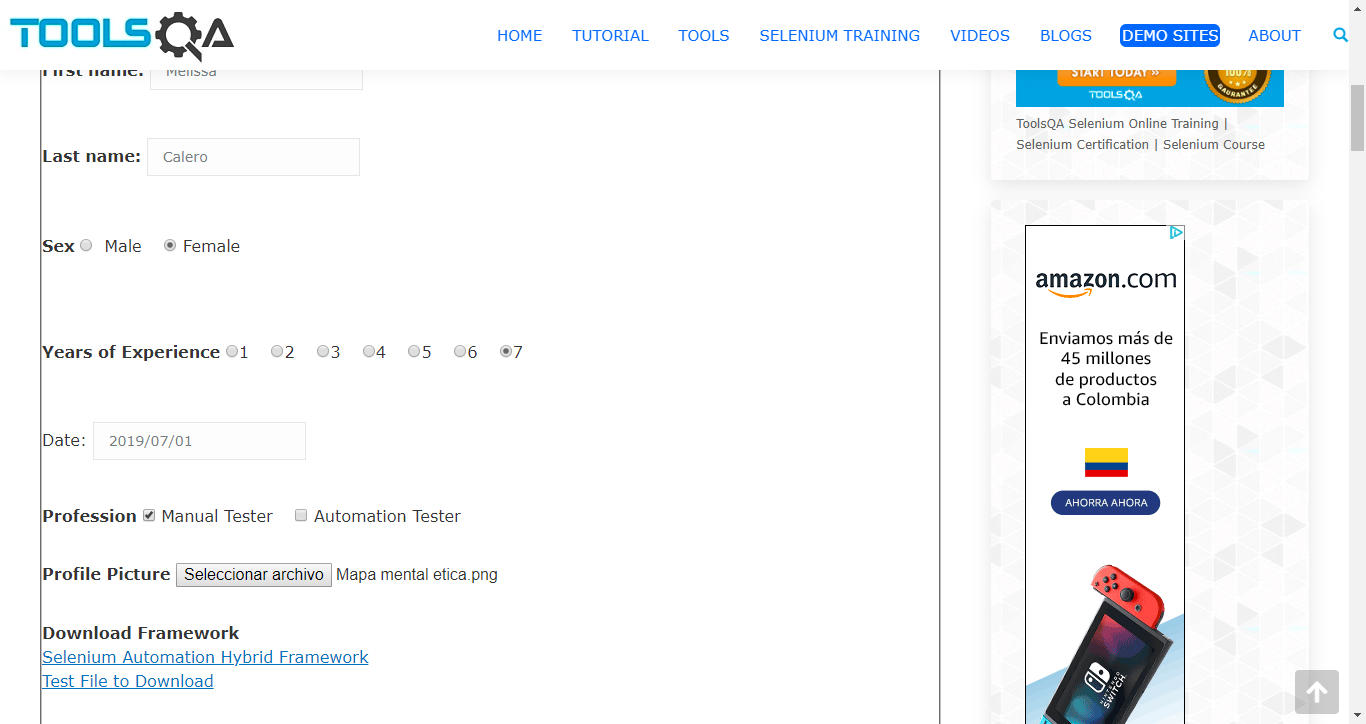 TOOLSQA
HOME TUTORIAL TOOLS SELENIUM TRAINING VIDEOS BLOGS DEMO SITES ABOUT
First name: Melissa
Last name: Calero
Sex Male Female
Years of Experience 1 2 3 4 5 6 7
Date: 2019/07/01
Profession Manual Tester Automation Tester
Profile Picture Seleccionar archivo Mapa mental etica.png
Download Framework
Selenium Automation Hybrid Framework
Test File to Download
START TODAY »
TOOLSQA
100%
GAURANTEE
ToolsQA Selenium Online Training |
Selenium Certification | Selenium Course
amazon.com
Enviamos más de
45 millones
de productos
a Colombia
AHORRA AHORA
NINTENDO
SWITCH